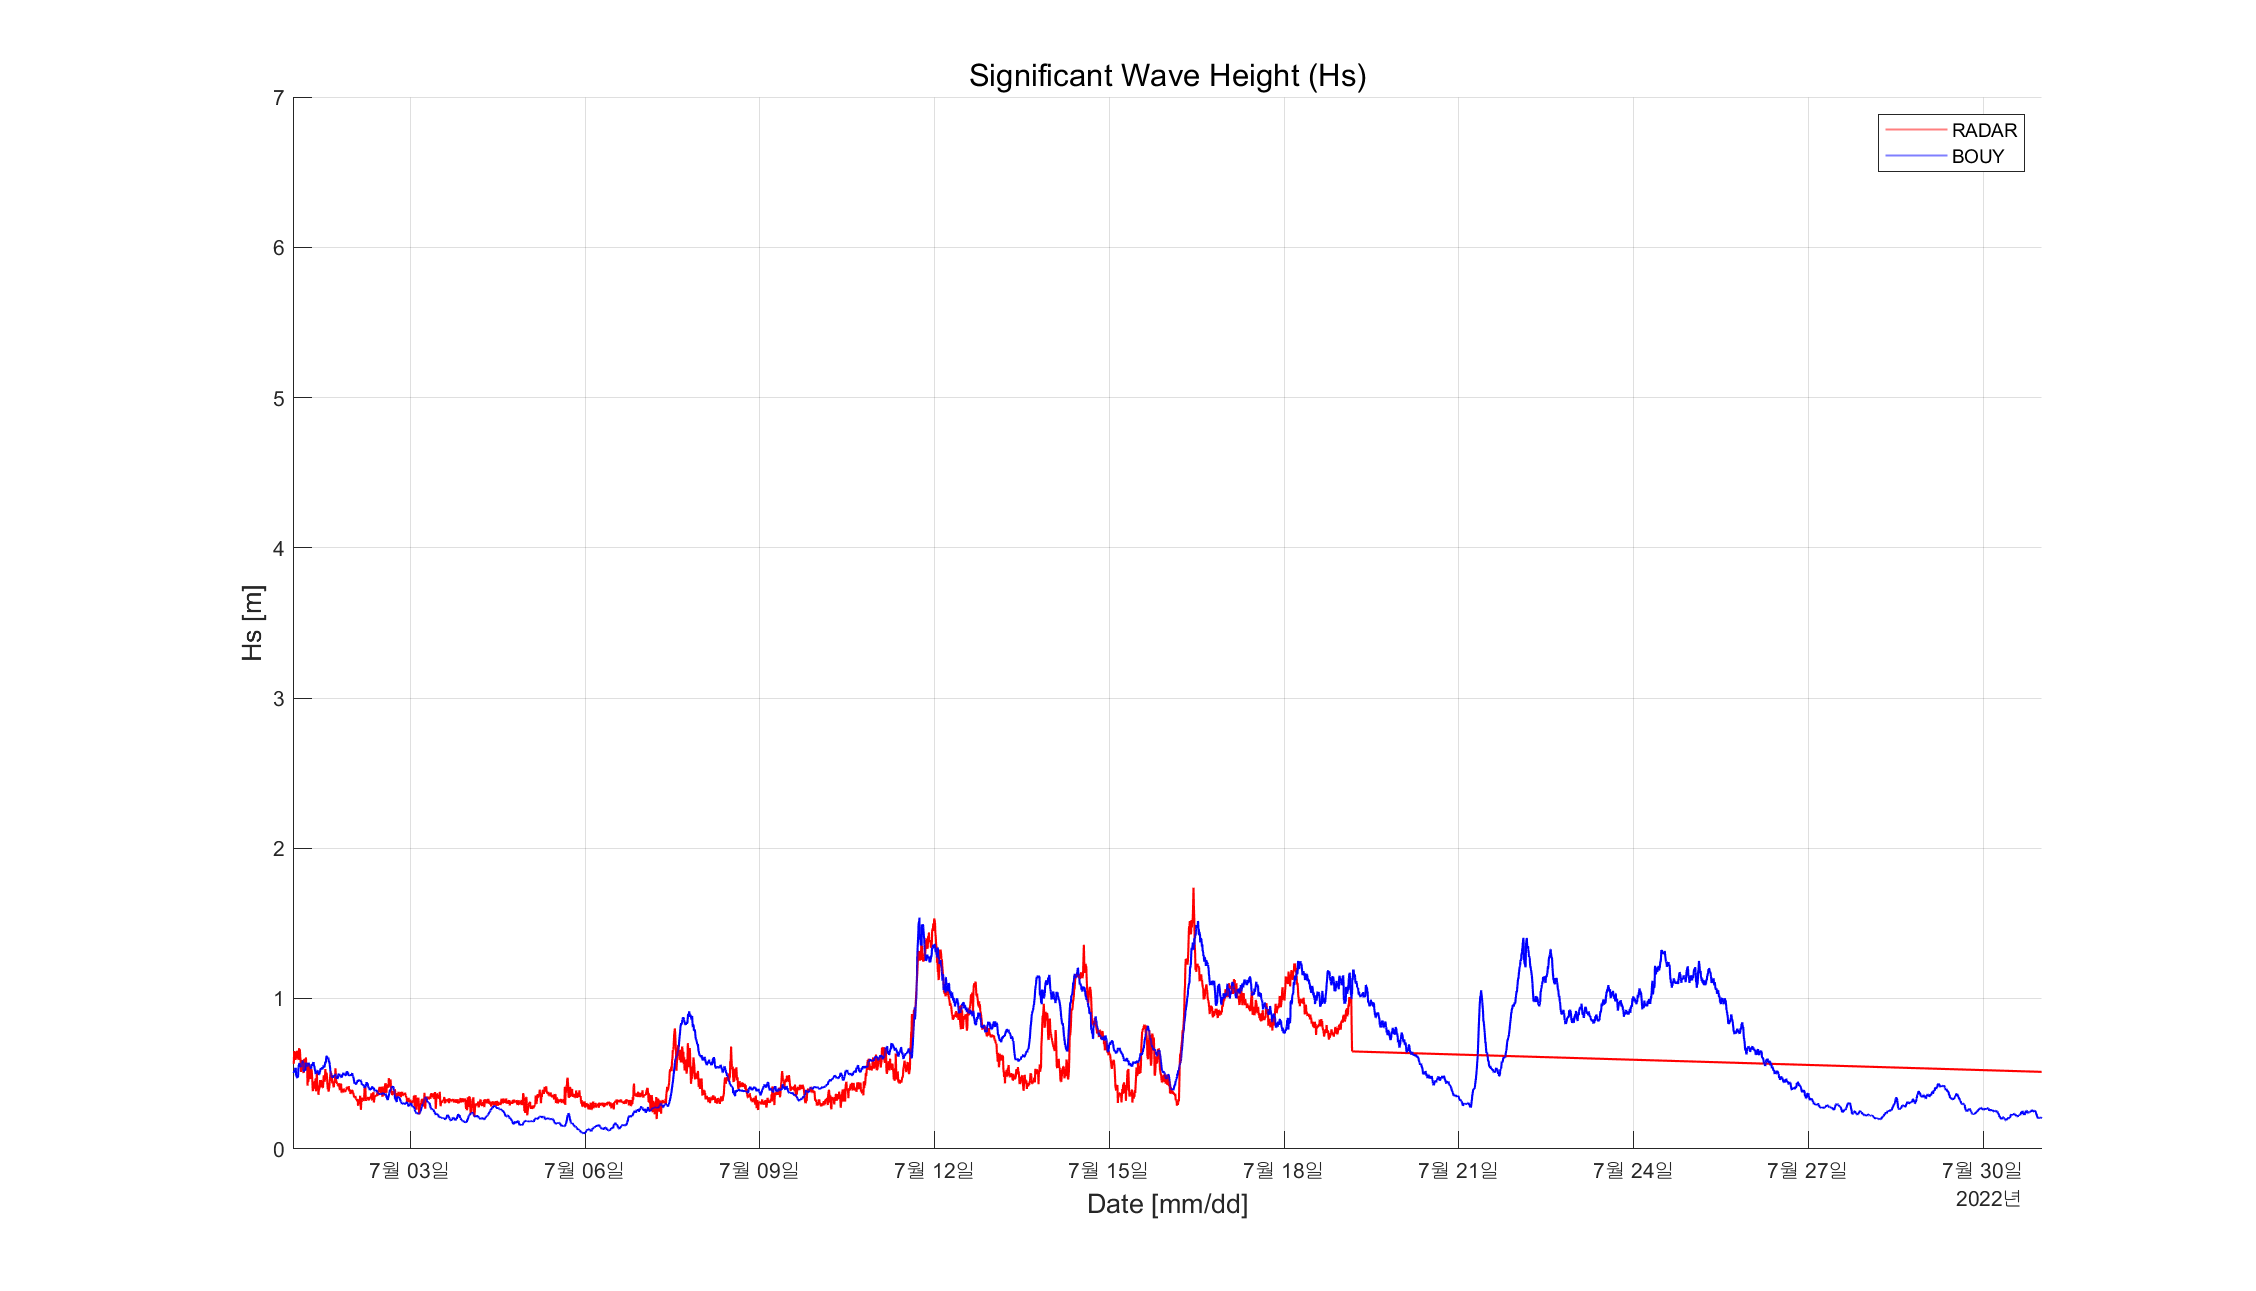 Significant Wave Height (Hs)
RADAR
BOUY
7
6
5
4
3
2
1
0
Hs [m]
7월 03일
7월 06일
7월 09일
7월 12일
7월 15일
7월 18일
7월 21일
7월 24일
7월 27일
7월 30일
2022년
Date [mm/dd]